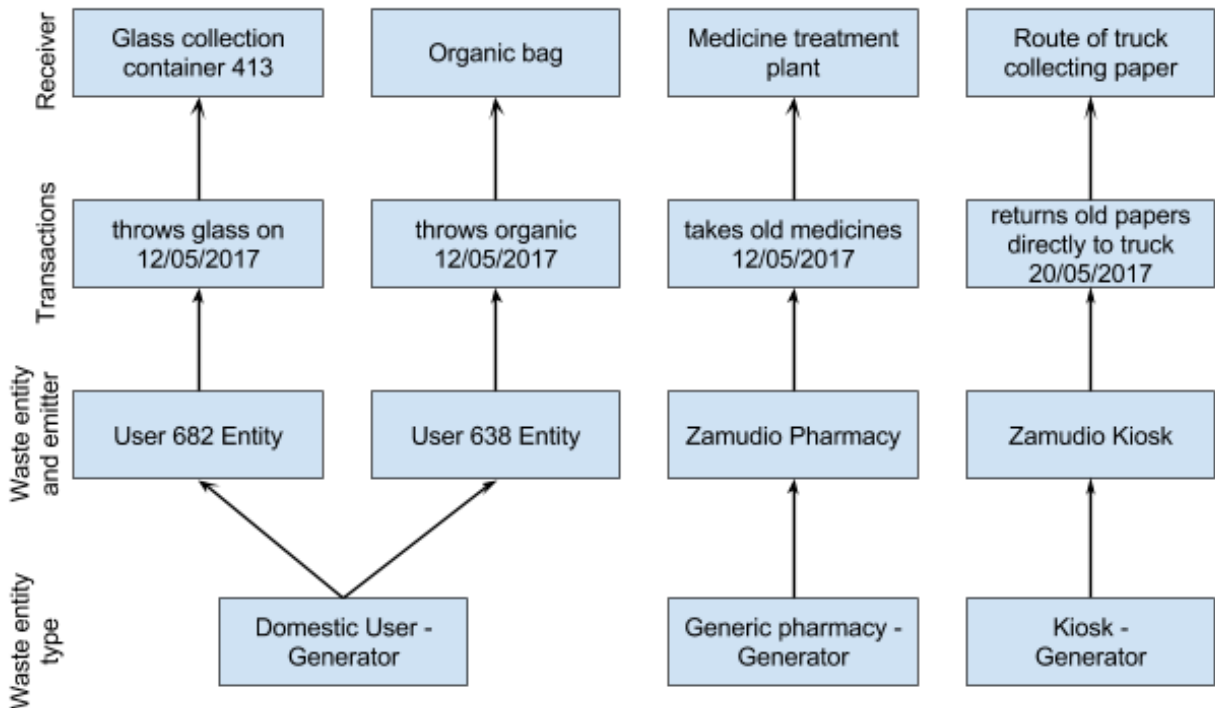 Receiver
Glass collection
container 413
Organic bag
Medicine treatment
plant
Route of truck
collecting paper
Transactions
throws glass on
12/05/2017
throws organic
12/05/2017
takes old medicines
12/05/2017
returns old papers
directly to truck
20/05/2017
Waste entity
and emitter
User 682 Entity
User 638 Entity
Zamudio Pharmacy
Zamudio Kiosk
Waste entity
type
Domestic User -
Generator
Generic pharmacy -
Generator
Kiosk -
Generator